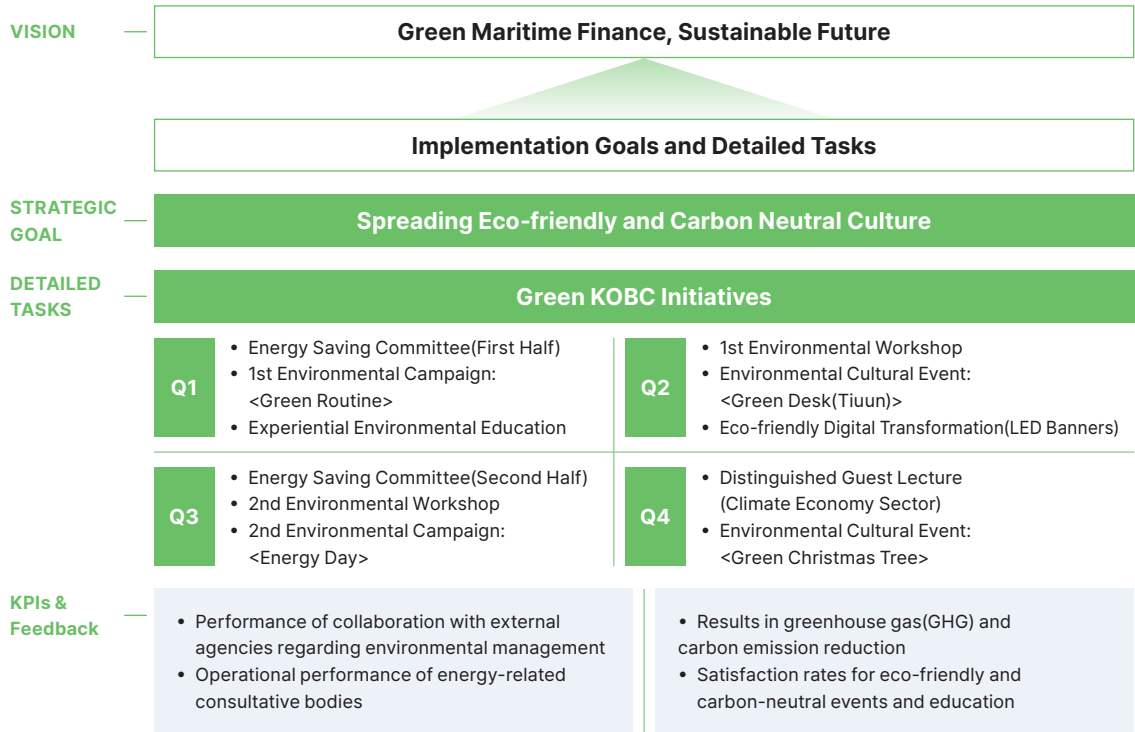 VISION
Green Maritime Finance, Sustainable Future
Implementation Goals and Detailed Tasks
STRATEGIC
GOAL
Spreading Eco-friendly and Carbon Neutral Culture
DETAILED
TASKS
Green KOBC Initiatives
Q1
• Energy Saving Committee(First Half)
• 1st Environmental Campaign:
<Green Routine>
• Experiential Environmental Education
Q2
• 1st Environmental Workshop
• Environmental Cultural Event:
<Green Desk(Tiuun)>
• Eco-friendly Digital Transformation(LED Banners)
Q3
• Energy Saving Committee(Second Half)
• 2nd Environmental Workshop
• 2nd Environmental Campaign:
<Energy Day>
Q4
• Distinguished Guest Lecture
(Climate Economy Sector)
• Environmental Cultural Event:
<Green Christmas Tree>
KPIs &
Feedback
• Performance of collaboration with external
agencies regarding environmental management
• Operational performance of energy-related
consultative bodies
• Results in greenhouse gas(GHG) and
carbon emission reduction
• Satisfaction rates for eco-friendly and
carbon-neutral events and education